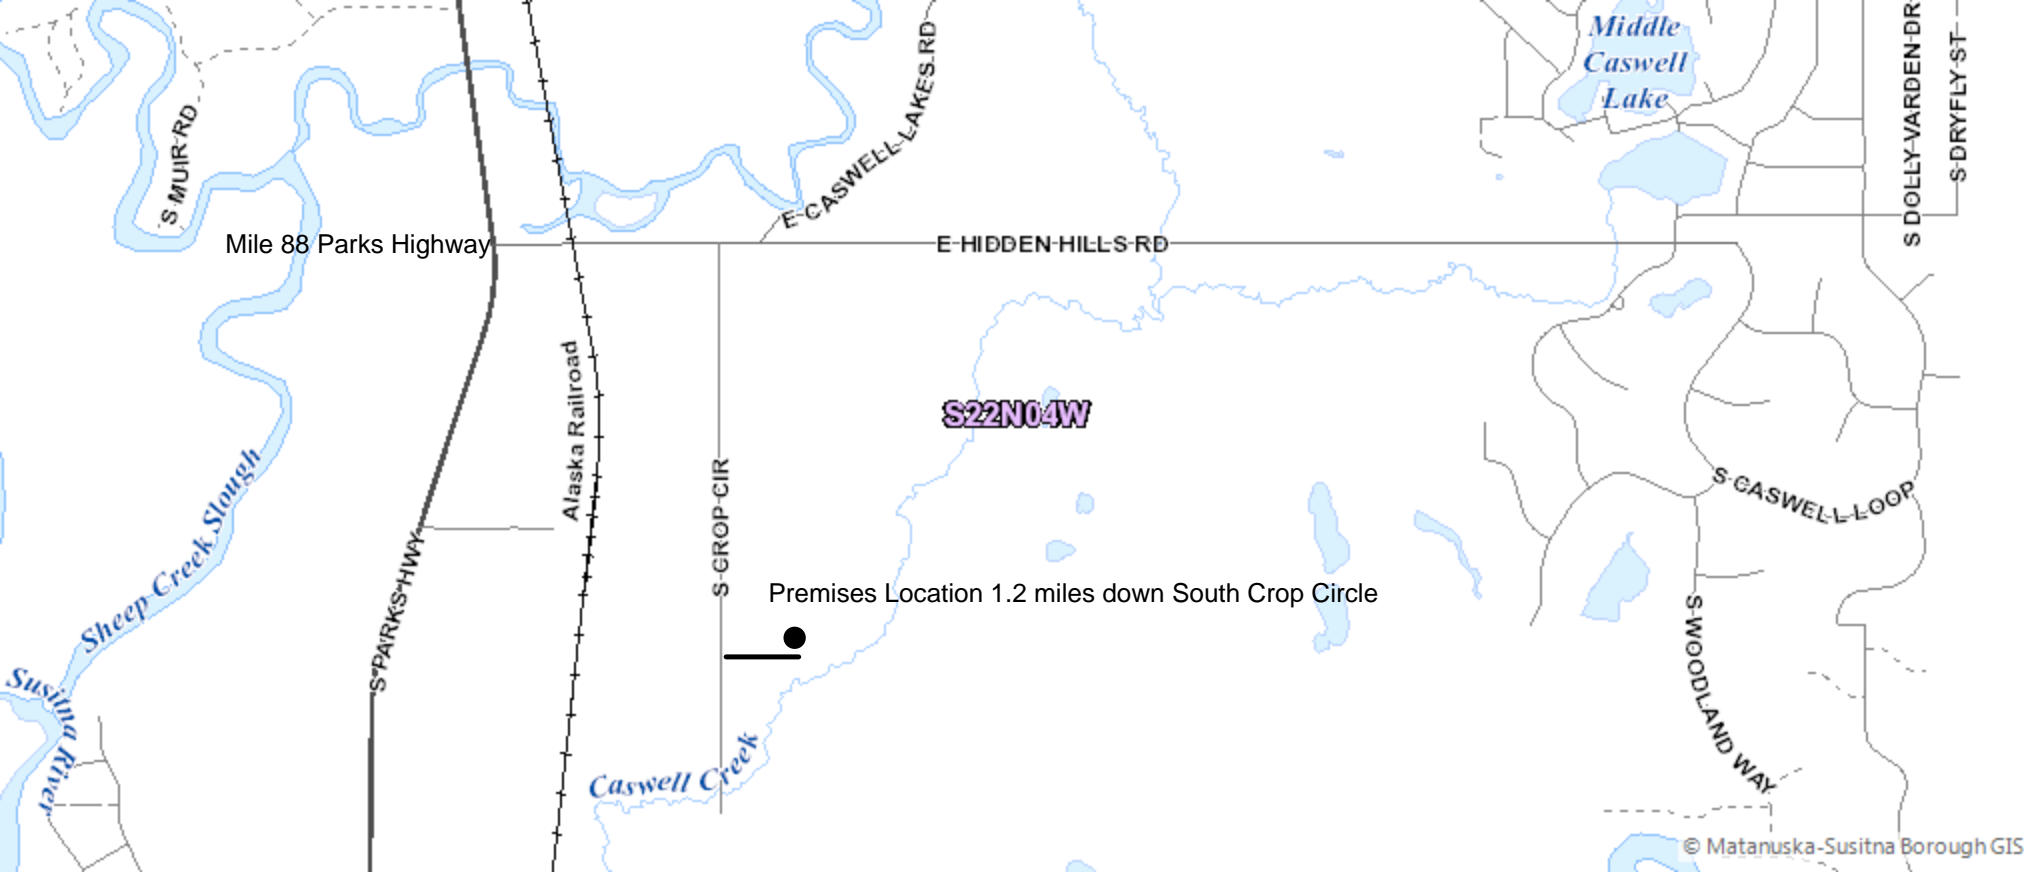 Middle
Caswell
Lake
S DOLLY VARDEN DR
S DRYFLY ST
S MUIR RD
E CASWELL LAKES RD
Mile 88 Parks Highway
E HIDDEN HILLS RD
Alaska Railroad
S22N04W
Sheep Creek Slough
S CROP CIR
S CASWELL LOOP
S PARKS HWY
Premises Location 1.2 miles down South Crop Circle
S WOODLAND WAY
Susitna River
Caswell Creek
© Matanuska-Susitna Borough GIS